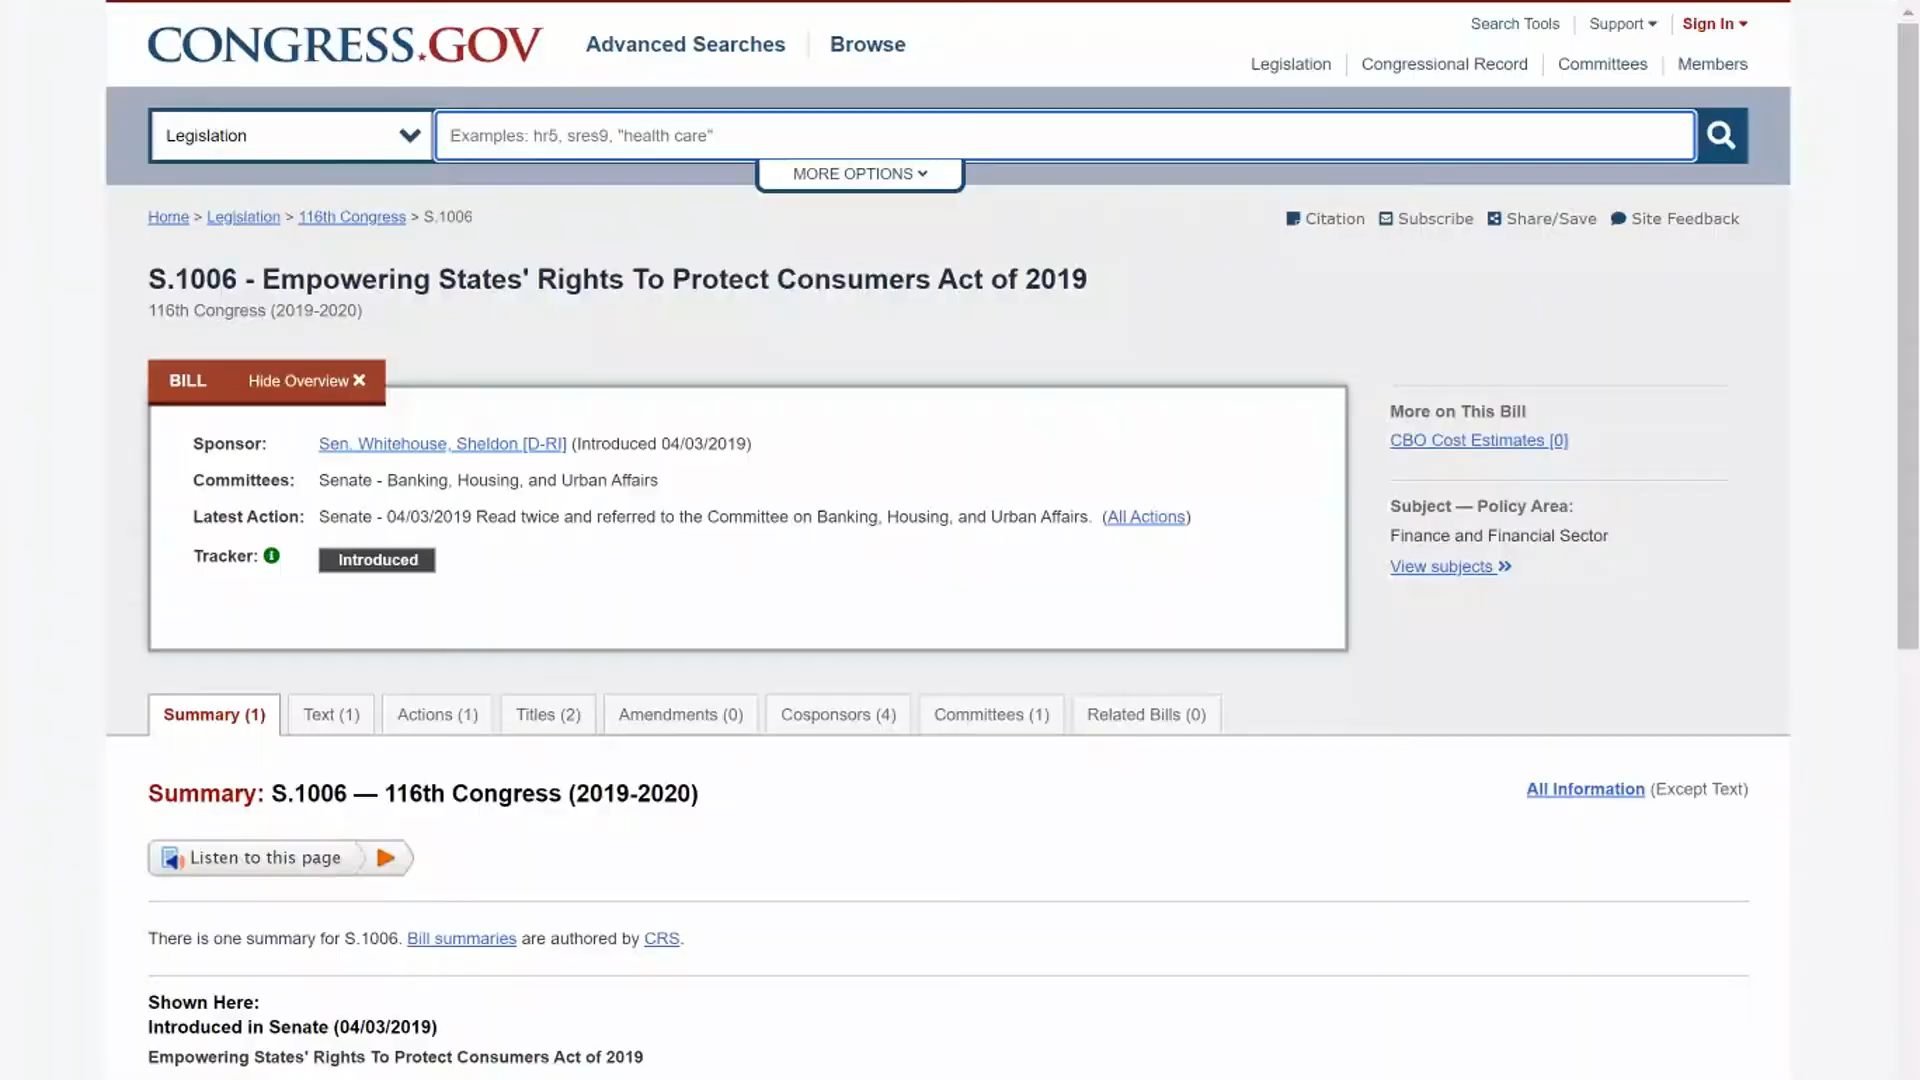 CONGRESS.GOV
Advanced Searches
Browse
Search Tools
Support
Sign In
Legislation
Congressional Record
Committees
Members
Legislation
Examples: hr5, sres9, "health care"
MORE OPTIONS
Home > Legislation > 116th Congress > S.1006
Citation
Subscribe
Share/Save
Site Feedback
S.1006 - Empowering States' Rights To Protect Consumers Act of 2019
116th Congress (2019-2020)
BILL
Hide Overview
Sponsor: Sen. Whitehouse, Sheldon [D-RI] (Introduced 04/03/2019)
Committees: Senate - Banking, Housing, and Urban Affairs
Latest Action: Senate - 04/03/2019 Read twice and referred to the Committee on Banking, Housing, and Urban Affairs. (All Actions)
Tracker: Introduced
More on This Bill
CBO Cost Estimates [0]
Subject — Policy Area:
Finance and Financial Sector
View subjects »
Summary (1)
Text (1)
Actions (1)
Titles (2)
Amendments (0)
Cosponsors (4)
Committees (1)
Related Bills (0)
Summary: S.1006 — 116th Congress (2019-2020)
All Information (Except Text)
Listen to this page
There is one summary for S.1006. Bill summaries are authored by CRS.
Shown Here:
Introduced in Senate (04/03/2019)
Empowering States' Rights To Protect Consumers Act of 2019